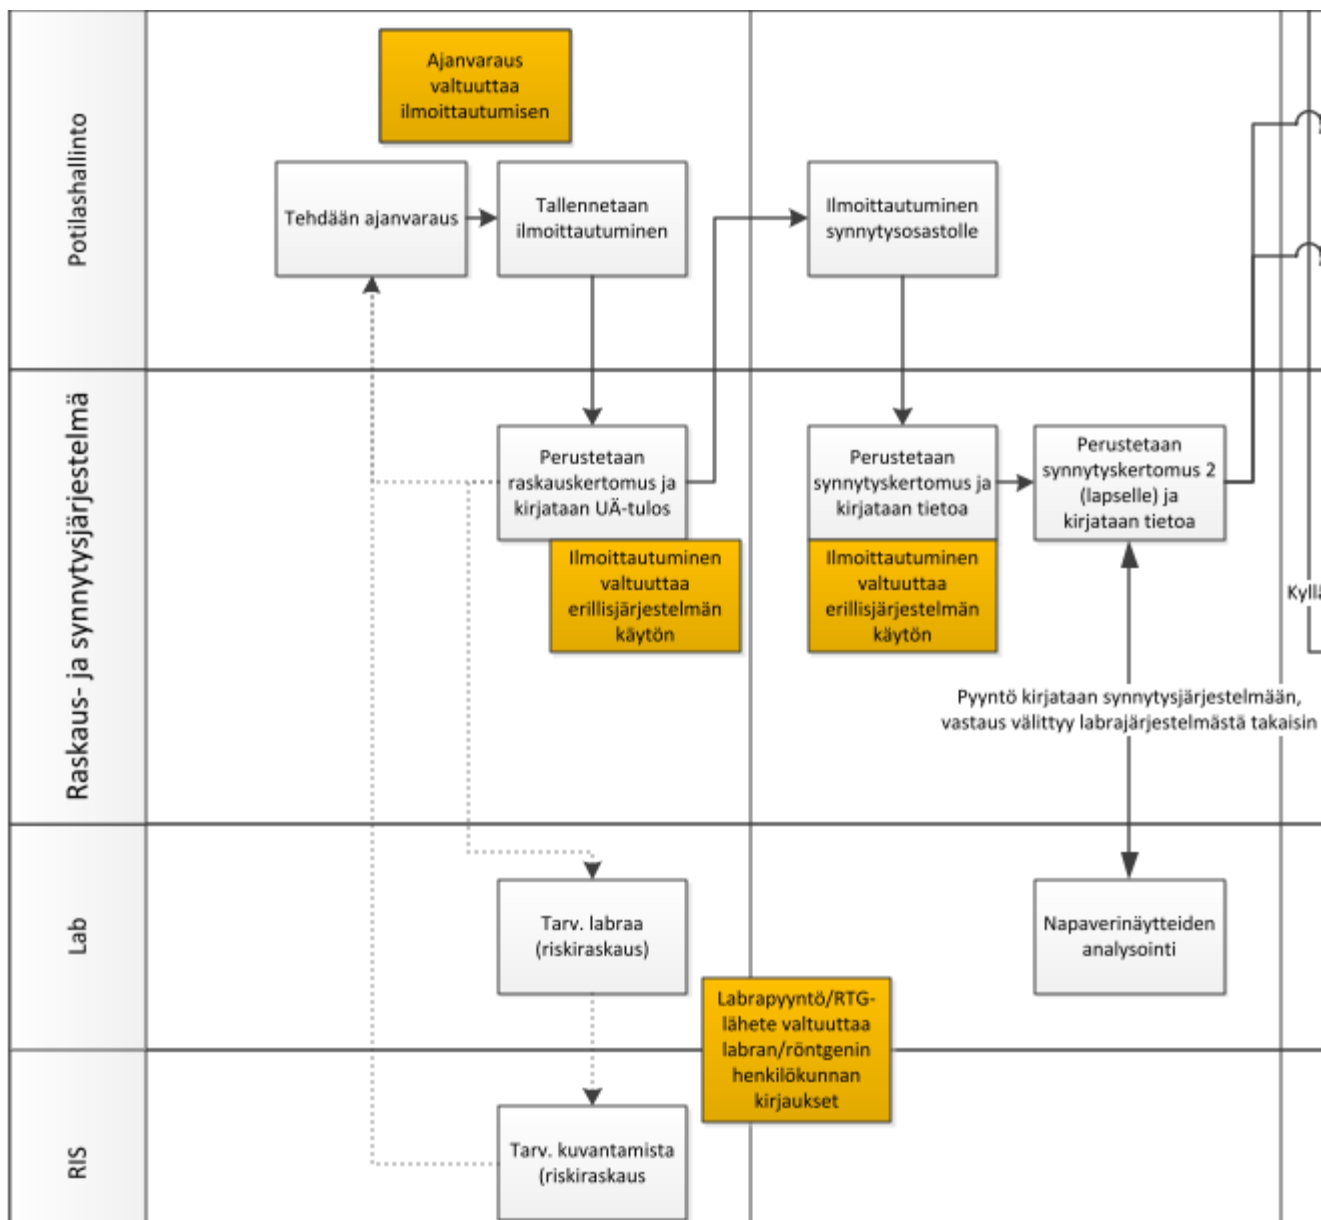 Potilashallinto
Ajanvaraus
valtuuttaa
ilmoittautumisen
Tehdään ajanvaraus
Tallennetaan
ilmoittautuminen
Ilmoittautuminen
synnytysosastolle
Raskaus- ja synnytysjärjestelmä
Perustetaan
raskauskertomus ja
kirjataan UÄ-tulos
Ilmoittautuminen
valtuuttaa
erillisjärjestelmän
käytön
Perustetaan
synnytyskertomus ja
kirjataan tietoa
Ilmoittautuminen
valtuuttaa
erillisjärjestelmän
käytön
Perustetaan
synnytyskertomus 2
(lapselle) ja
kirjataan tietoa
Kyllä
Pyyntö kirjataan synnytysjärjestelmään,
vastaus välittyy labrajärjestelmästä takaisin
Lab
Tarv. labraa
(riskiraskaus)
Napaverinäytteiden
analysointi
Labrapyyntö/RTG-
lähete valtuuttaa
labran/röntgenin
henkilökunnan
kirjaukset
RIS
Tarv. kuvantamista
(riskiraskaus